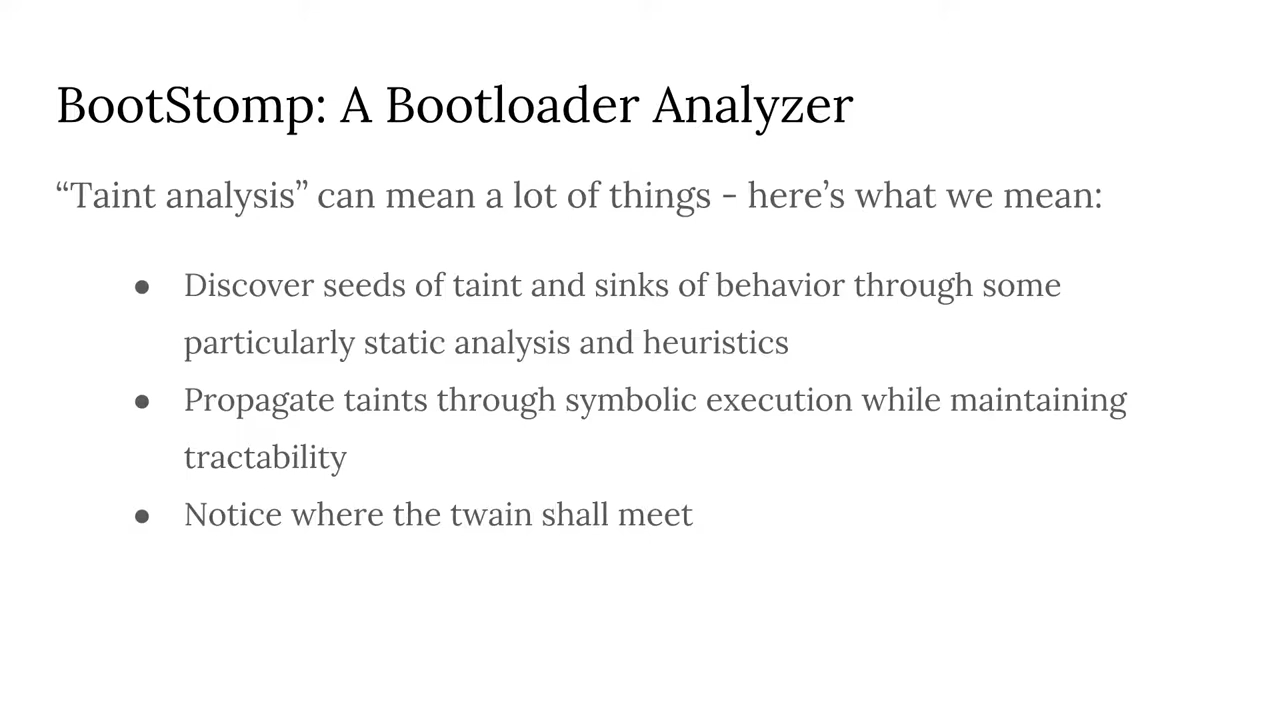 BootStomp: A Bootloader Analyzer
“Taint analysis” can mean a lot of things - here’s what we mean:
● Discover seeds of taint and sinks of behavior through some
particularly static analysis and heuristics
● Propagate taints through symbolic execution while maintaining
tractability
● Notice where the twain shall meet